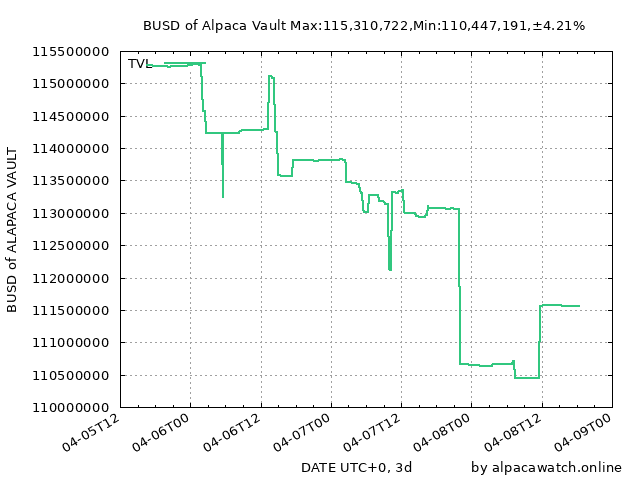 BUSD of Alpaca Vault Max:115,310,722,Min:110,447,191,±4.21%
TVL
115500000
115000000
114500000
114000000
113500000
113000000
112500000
112000000
111500000
111000000
110500000
110000000
BUSD of ALAPACA VAULT
04-05T12
04-06T00
04-06T12
04-07T00
04-07T12
04-08T00
04-08T12
04-09T00
DATE UTC+0, 3d
by alpacawatch.online